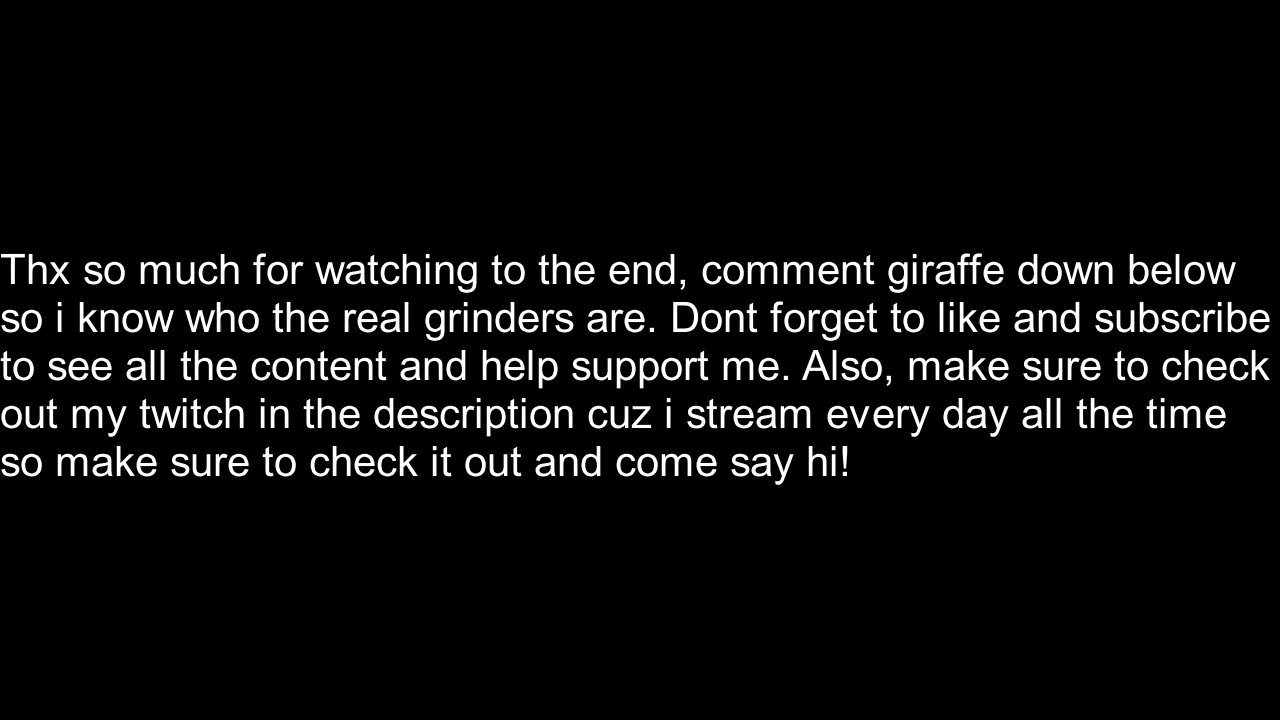 Thx so much for watching to the end, comment giraffe down below
so i know who the real grinders are. Dont forget to like and subscribe
to see all the content and help support me. Also, make sure to check
out my twitch in the description cuz i stream every day all the time
so make sure to check it out and come say hi!